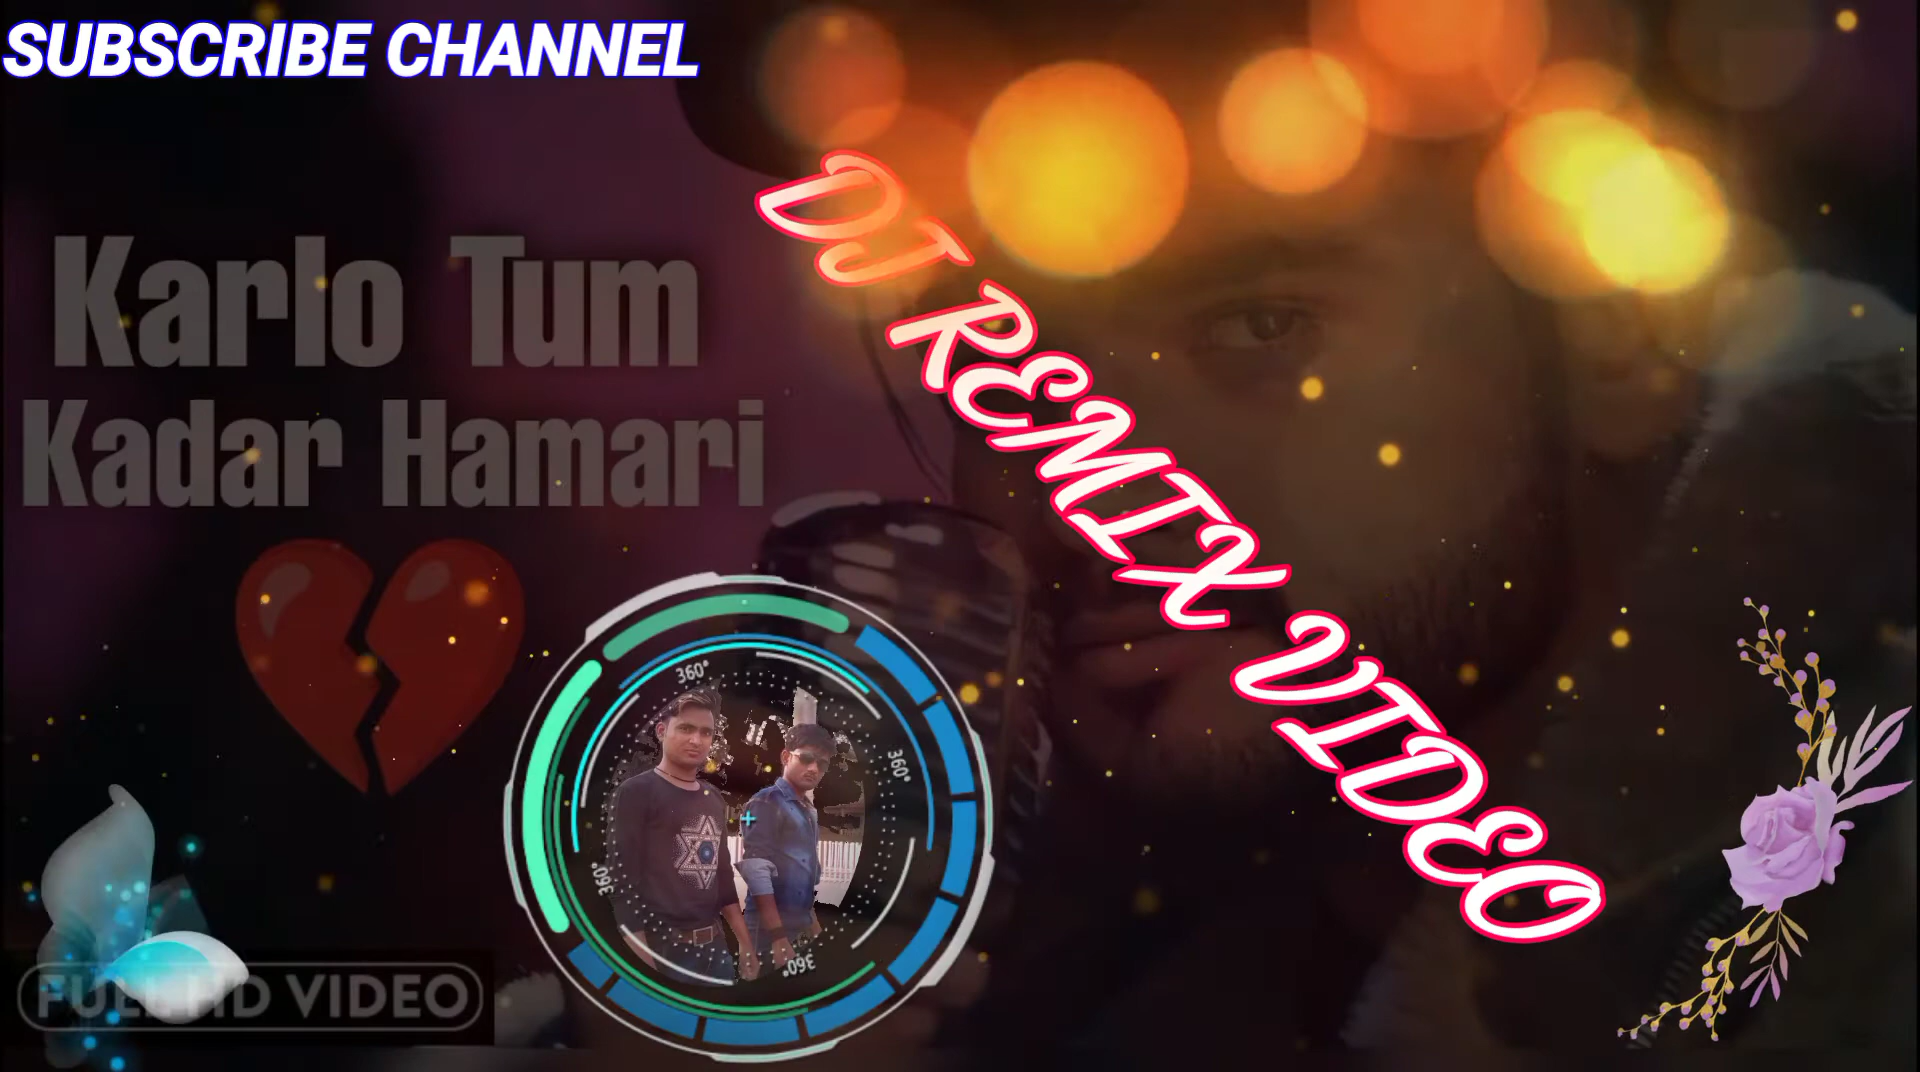 SUBSCRIBE CHANNEL
DJ REMIX VIDEO
Karlo Tum
Kadar Hamari
360°
360°
360°
360°
FULL HD VIDEO